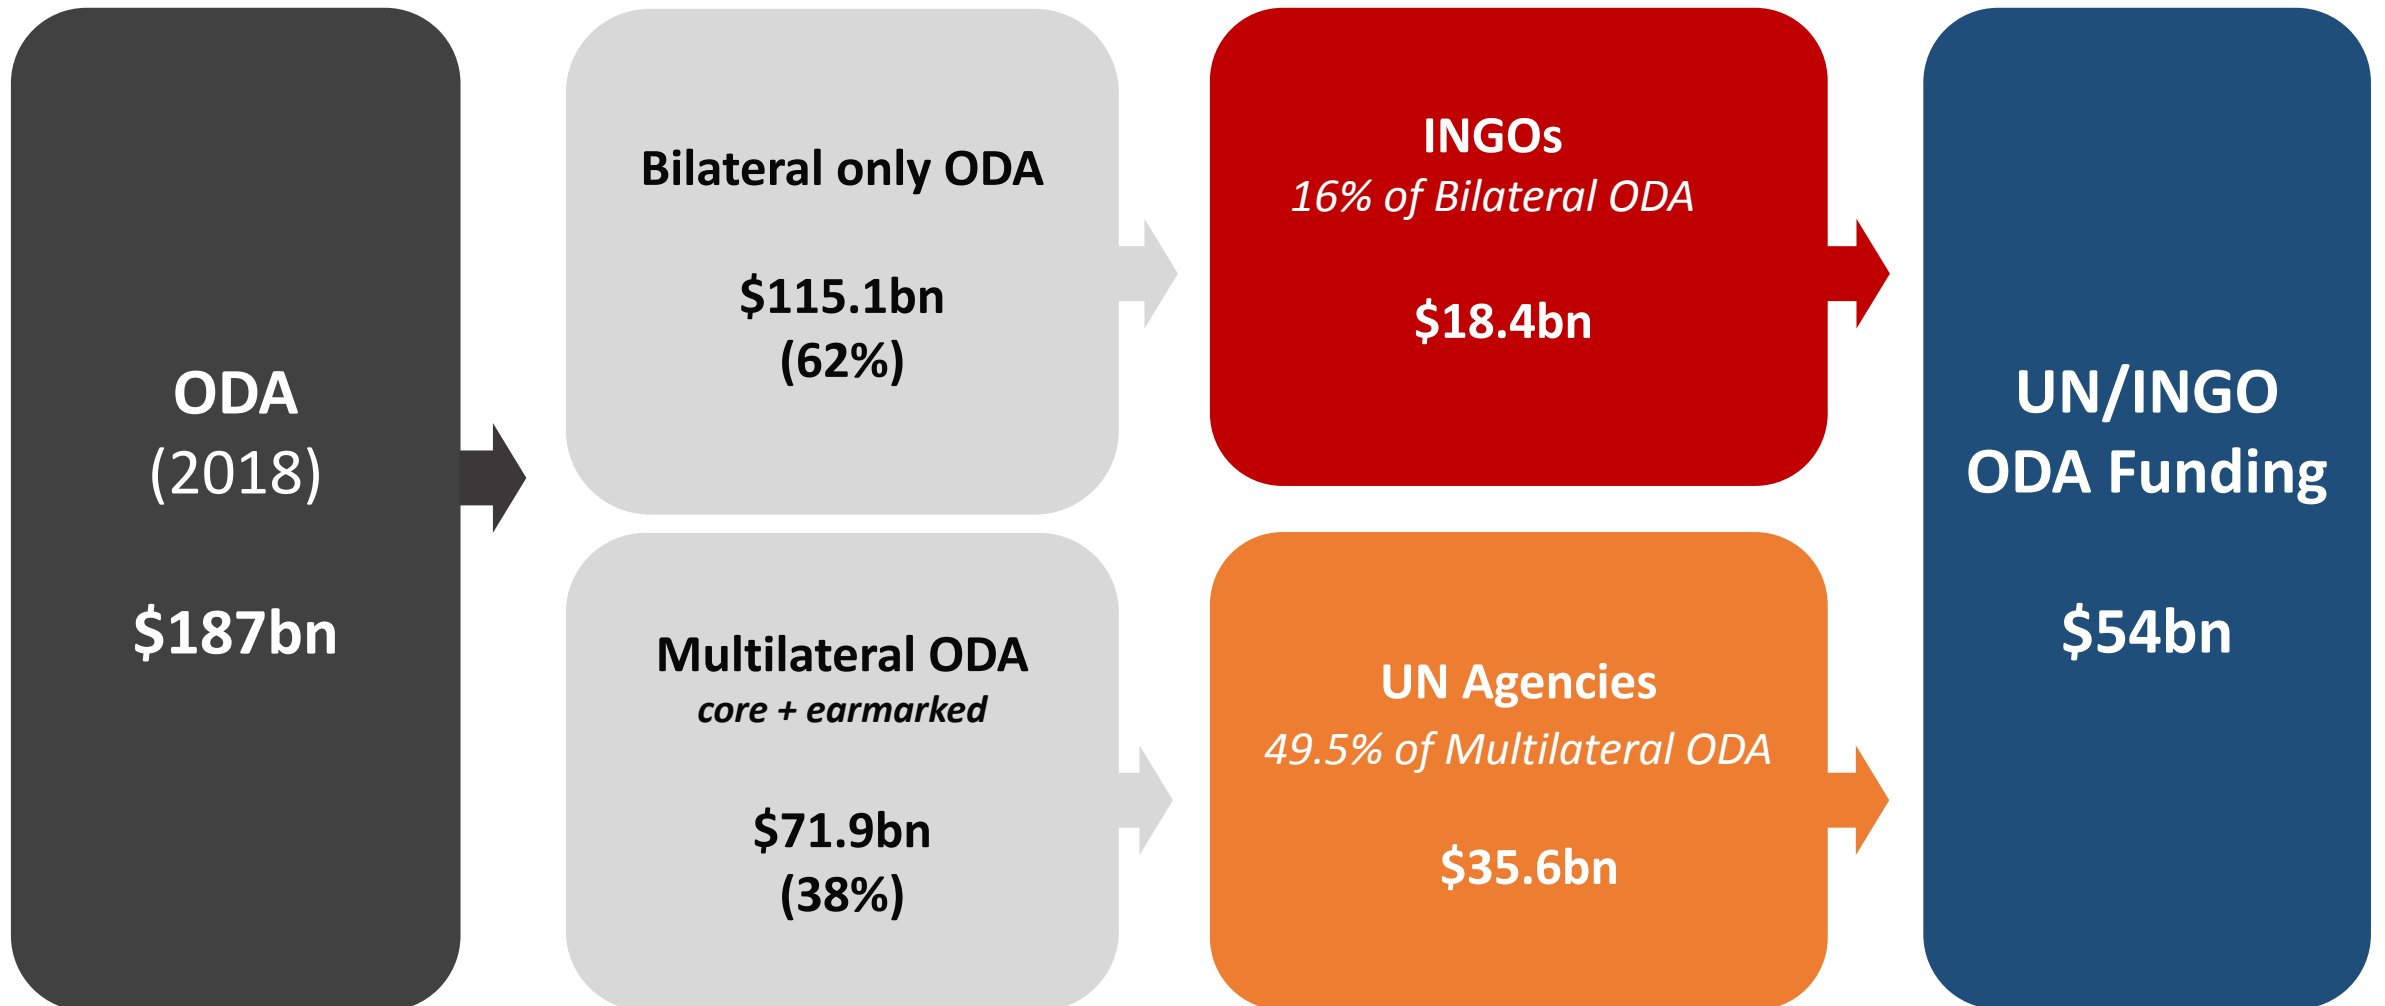 ODA
(2018)
$187bn
Bilateral only ODA
$115.1bn
(62%)
Multilateral ODA
core + earmarked
$71.9bn
(38%)
INGOs
16% of Bilateral ODA
$18.4bn
UN Agencies
49.5% of Multilateral ODA
$35.6bn
UN/INGO
ODA Funding
$54bn